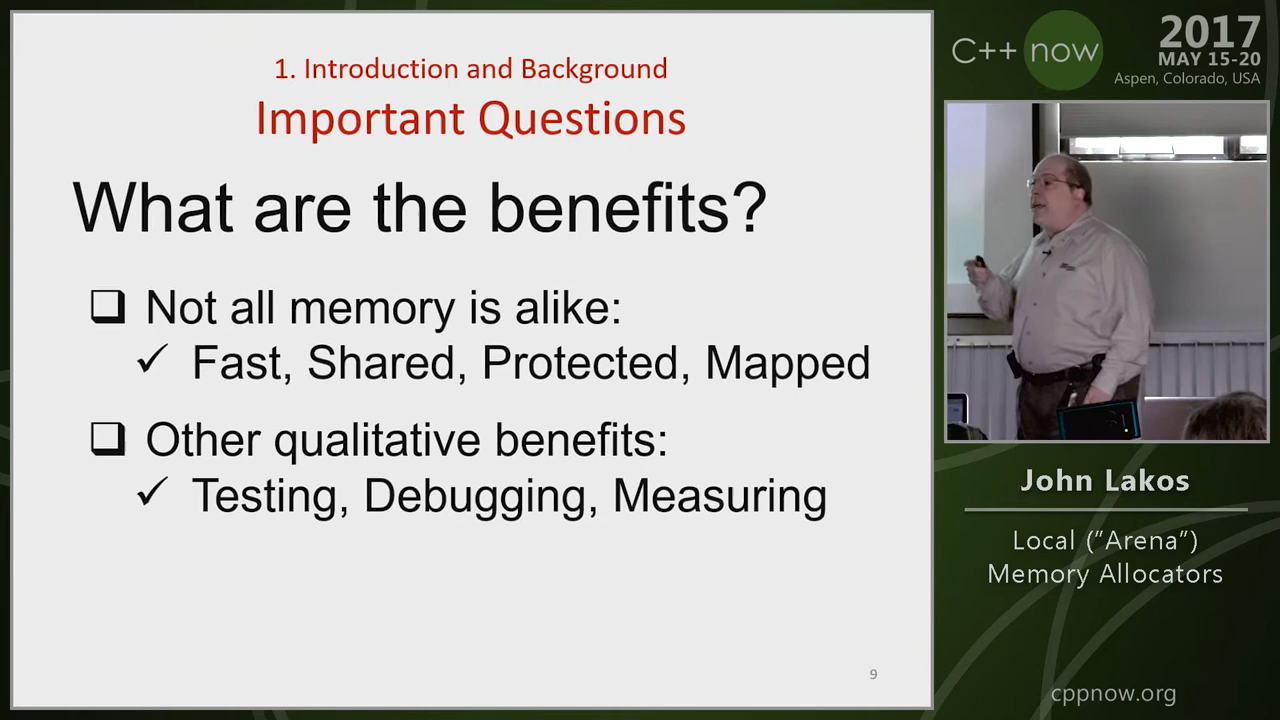 1. Introduction and Background
Important Questions
What are the benefits?
❑ Not all memory is alike:
✓ Fast, Shared, Protected, Mapped
❑ Other qualitative benefits:
✓ Testing, Debugging, Measuring
9
C++ now
2017
MAY 15-20
Aspen, Colorado, USA
John Lakos
Local (”Arena”)
Memory Allocators
cppnow.org